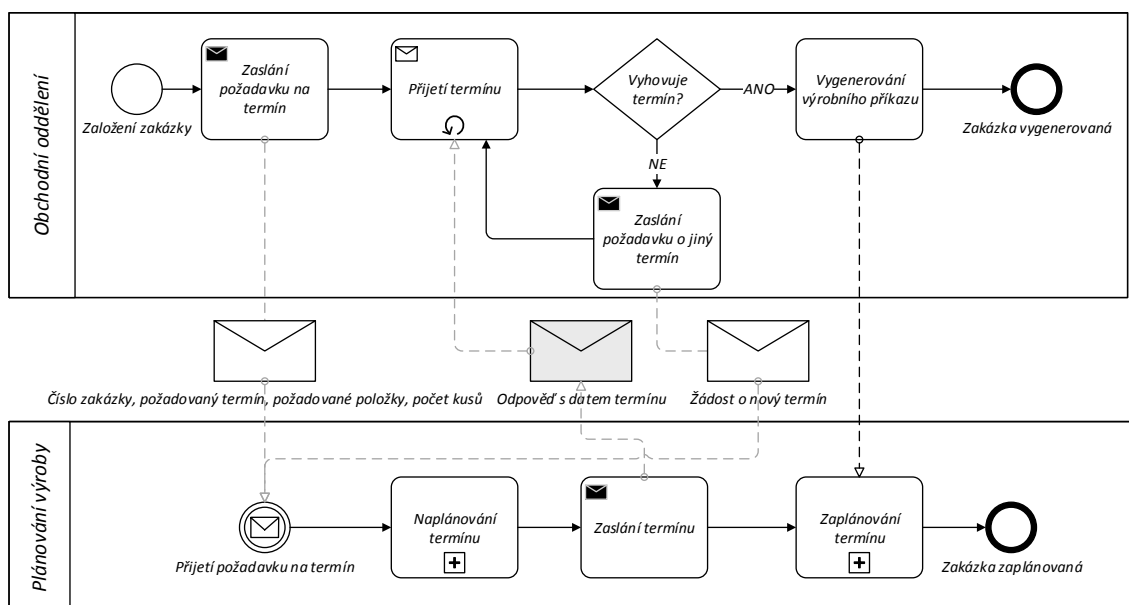 Obchodní oddělení
Založení zakázky
Zaslání
požadavku na
termín
Přijetí termínu
Vyhovuje
termín?
ANO
NE
Vygenerování
výrobního příkazu
Zakázka vygenerovaná
Zaslání
požadavku o jiný
termín
Číslo zakázky, požadovaný termín, požadované položky, počet kusů
Odpověď s datem termínu
Žádost o nový termín
Plánování výroby
Přijetí požadavku na termín
Naplánování
termínu
Zaslání termínu
Zaplánování
termínu
Zakázka zaplánovaná